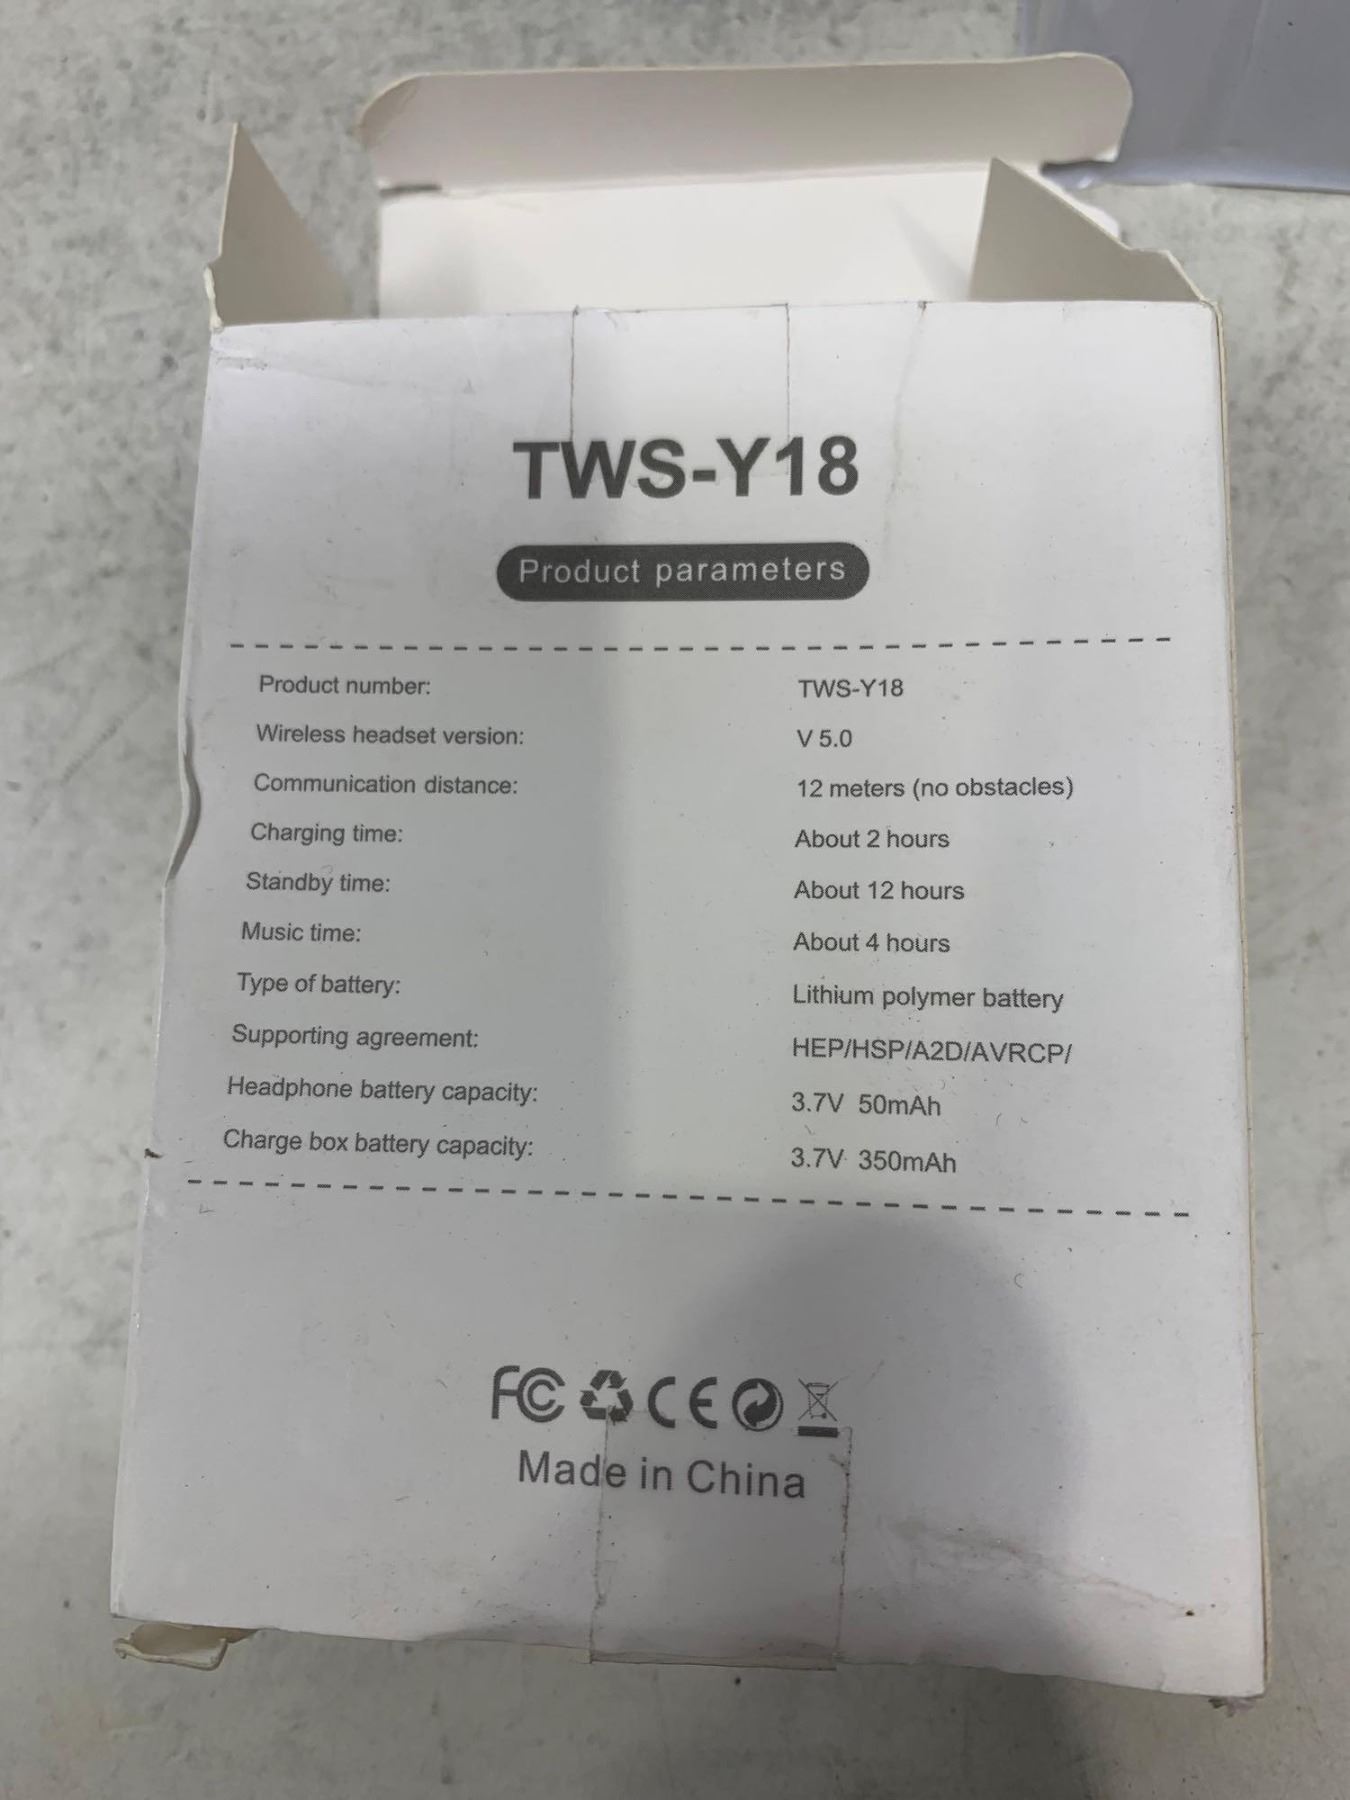 TWS-Y18
Product parameters
Product number: TWS-Y18
Wireless headset version: V 5.0
Communication distance: 12 meters (no obstacles)
Charging time: About 2 hours
Standby time: About 12 hours
Music time: About 4 hours
Type of battery: Lithium polymer battery
Supporting agreement: HEP/HSP/A2D/AVRCP/
Headphone battery capacity: 3.7V 50mAh
Charge box battery capacity: 3.7V 350mAh
FC CE
Made in China